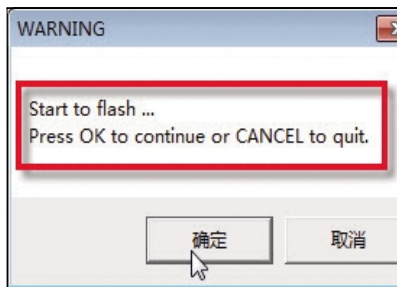 WARNING
Start to flash ...
Press OK to continue or CANCEL to quit.
确定
取消